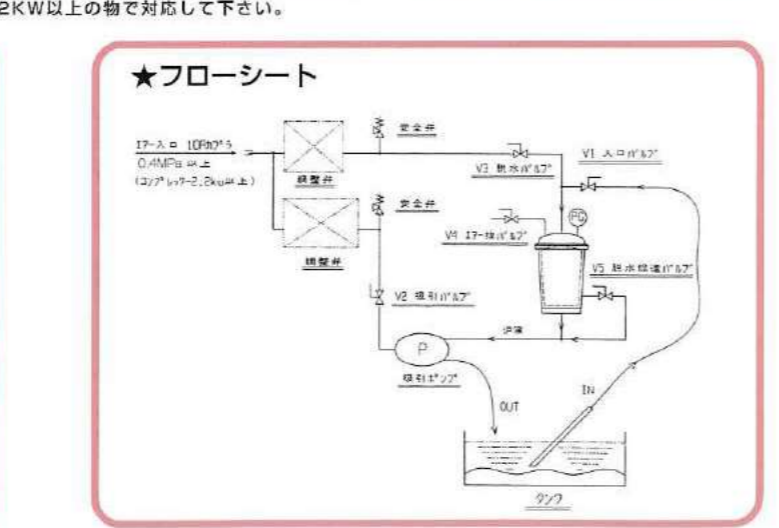 2KW以上の物で対応して下さい。
★フローシート
エアー入口 10Rカプラ
0.4MPa以上
(コンプレッサー2.2kw以上)
調整弁
安全弁
V3 脱水バルブ
V1 入口バルブ
調整弁
安全弁
V4 エアー抜バルブ
PG
V5 脱水促進バルブ
V2 吸引バルブ
P
吸引ポンプ
OUT
IN
タンク